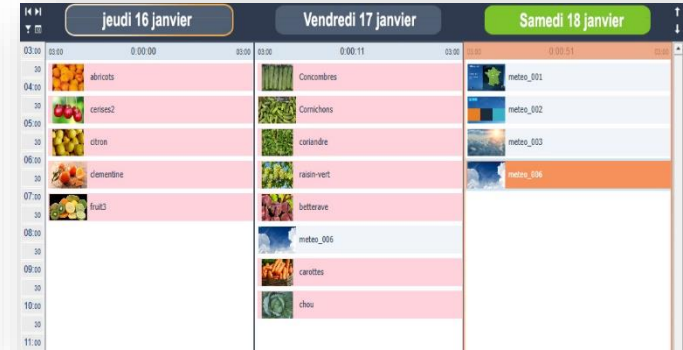 jeudi 16 janvier
Vendredi 17 janvier
Samedi 18 janvier
03:00 03:00 0:00:00 03:00 03:00 0:00:11 03:00 03:00 0:00:51 03:00
30
abricots Concombres meteo_001
04:00
30
cerises2 Cornichons meteo_002
05:00
30
citron coriandre meteo_003
06:00
30
clementine raisin-vert meteo_006
07:00
fruit3 betterave
30
08:00
meteo_006
30
09:00
carottes
30
10:00
chou
30
11:00